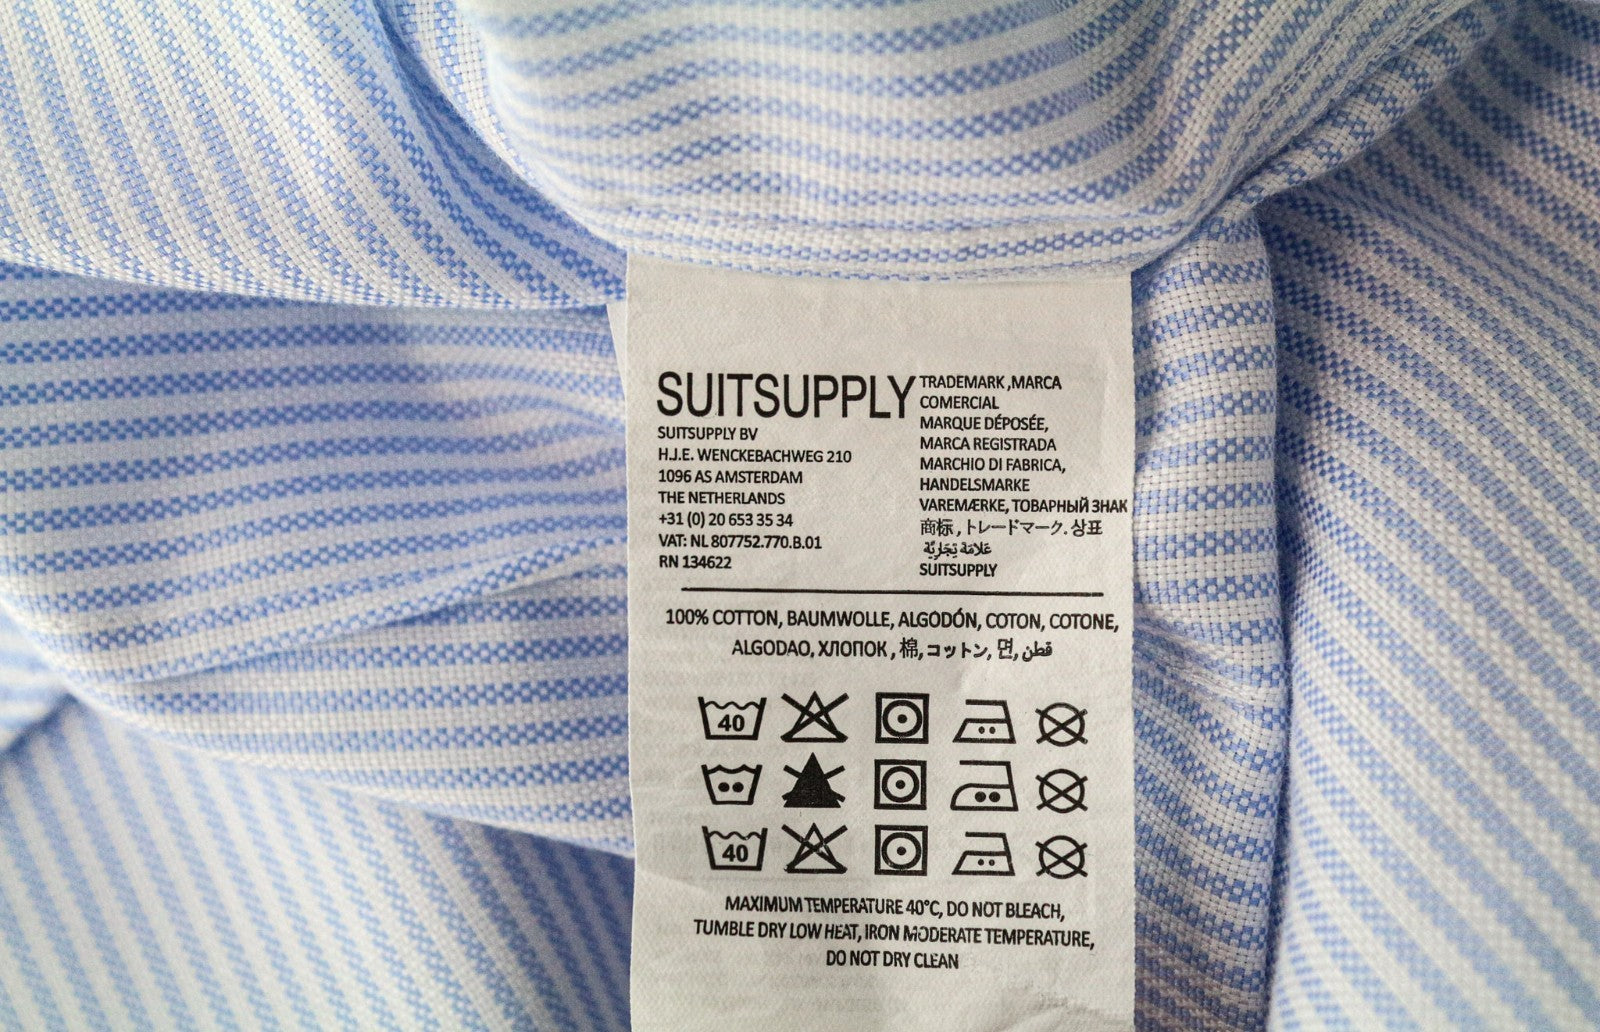 SUITSUPPLY
SUITSUPPLY BV
H.J.E. WENCKEBACHWEG 210
1096 AS AMSTERDAM
THE NETHERLANDS
+31 (0) 20 653 35 34
VAT: NL 807752.770.B.01
RN 134622
TRADEMARK ,MARCA
COMERCIAL
MARQUE DÉPOSÉE,
MARCA REGISTRADA
MARCHIO DI FABRICA,
HANDELSMARKE
VAREMÆRKE, ТОВАРНЫЙ ЗНАК
商标 , トレードマーク. 상표
عَلامَة تِجَارِيَّة
SUITSUPPLY
100% COTTON, BAUMWOLLE, ALGODÓN, COTON, COTONE,
ALGODAO, ХЛОПОК , 棉, コットン, 면, قطن
40
40
MAXIMUM TEMPERATURE 40°C, DO NOT BLEACH,
TUMBLE DRY LOW HEAT, IRON MODERATE TEMPERATURE,
DO NOT DRY CLEAN